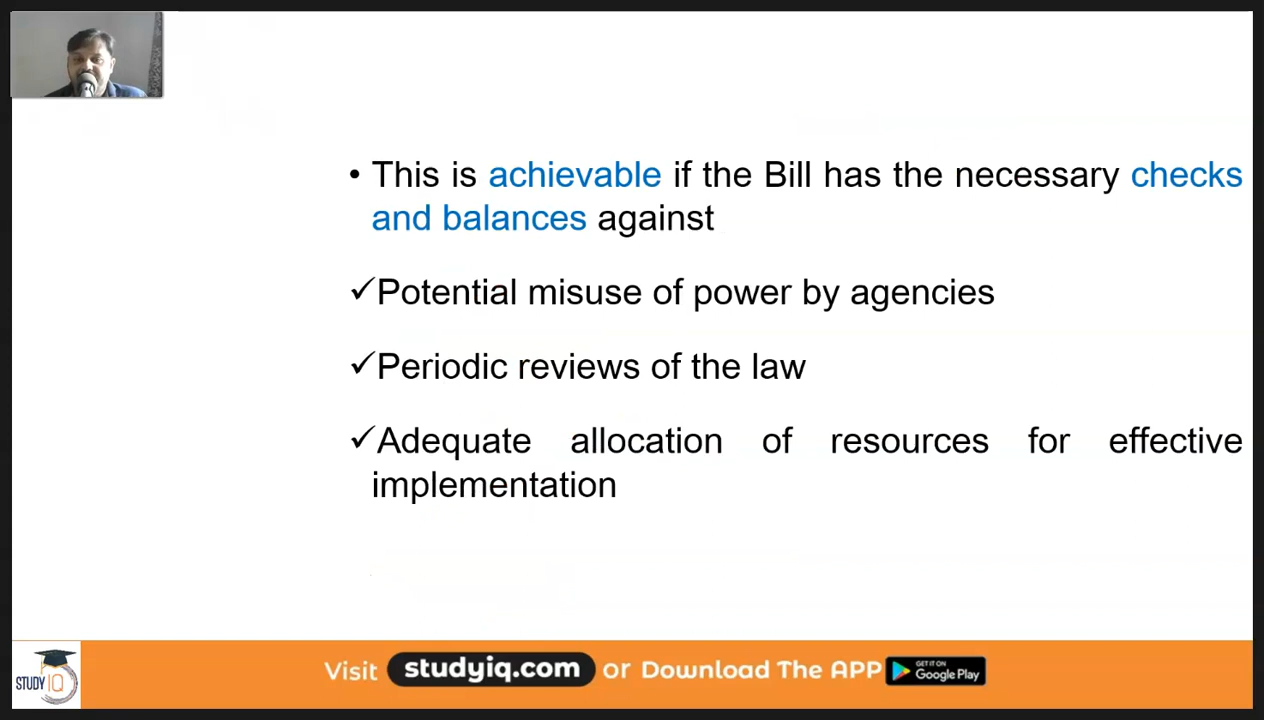 • This is achievable if the Bill has the necessary checks
and balances against
✓Potential misuse of power by agencies
✓Periodic reviews of the law
✓Adequate allocation of resources for effective
implementation
STUDY IQ
Visit studyiq.com or Download The APP GET IT ON Google Play